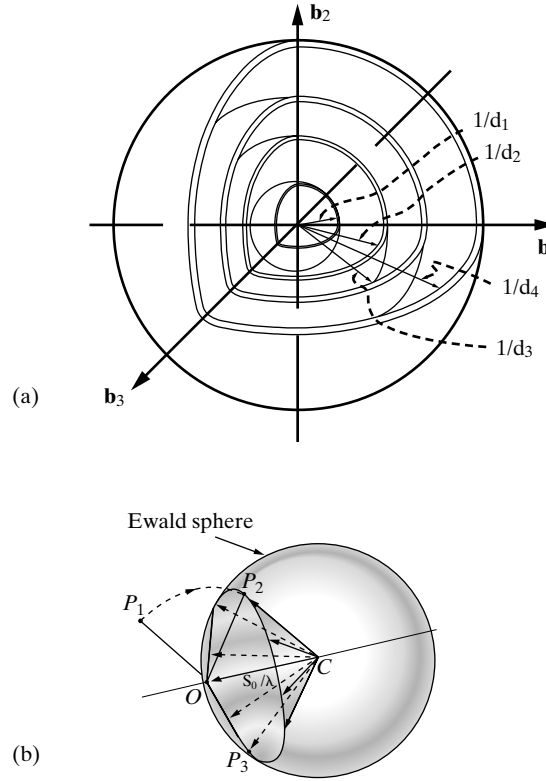 b₂
1/d₁
1/d₂
b
1/d₄
1/d₃
b₃
(a)
Ewald sphere
P₁
P₂
S₀/λ
C
O
P₃
(b)